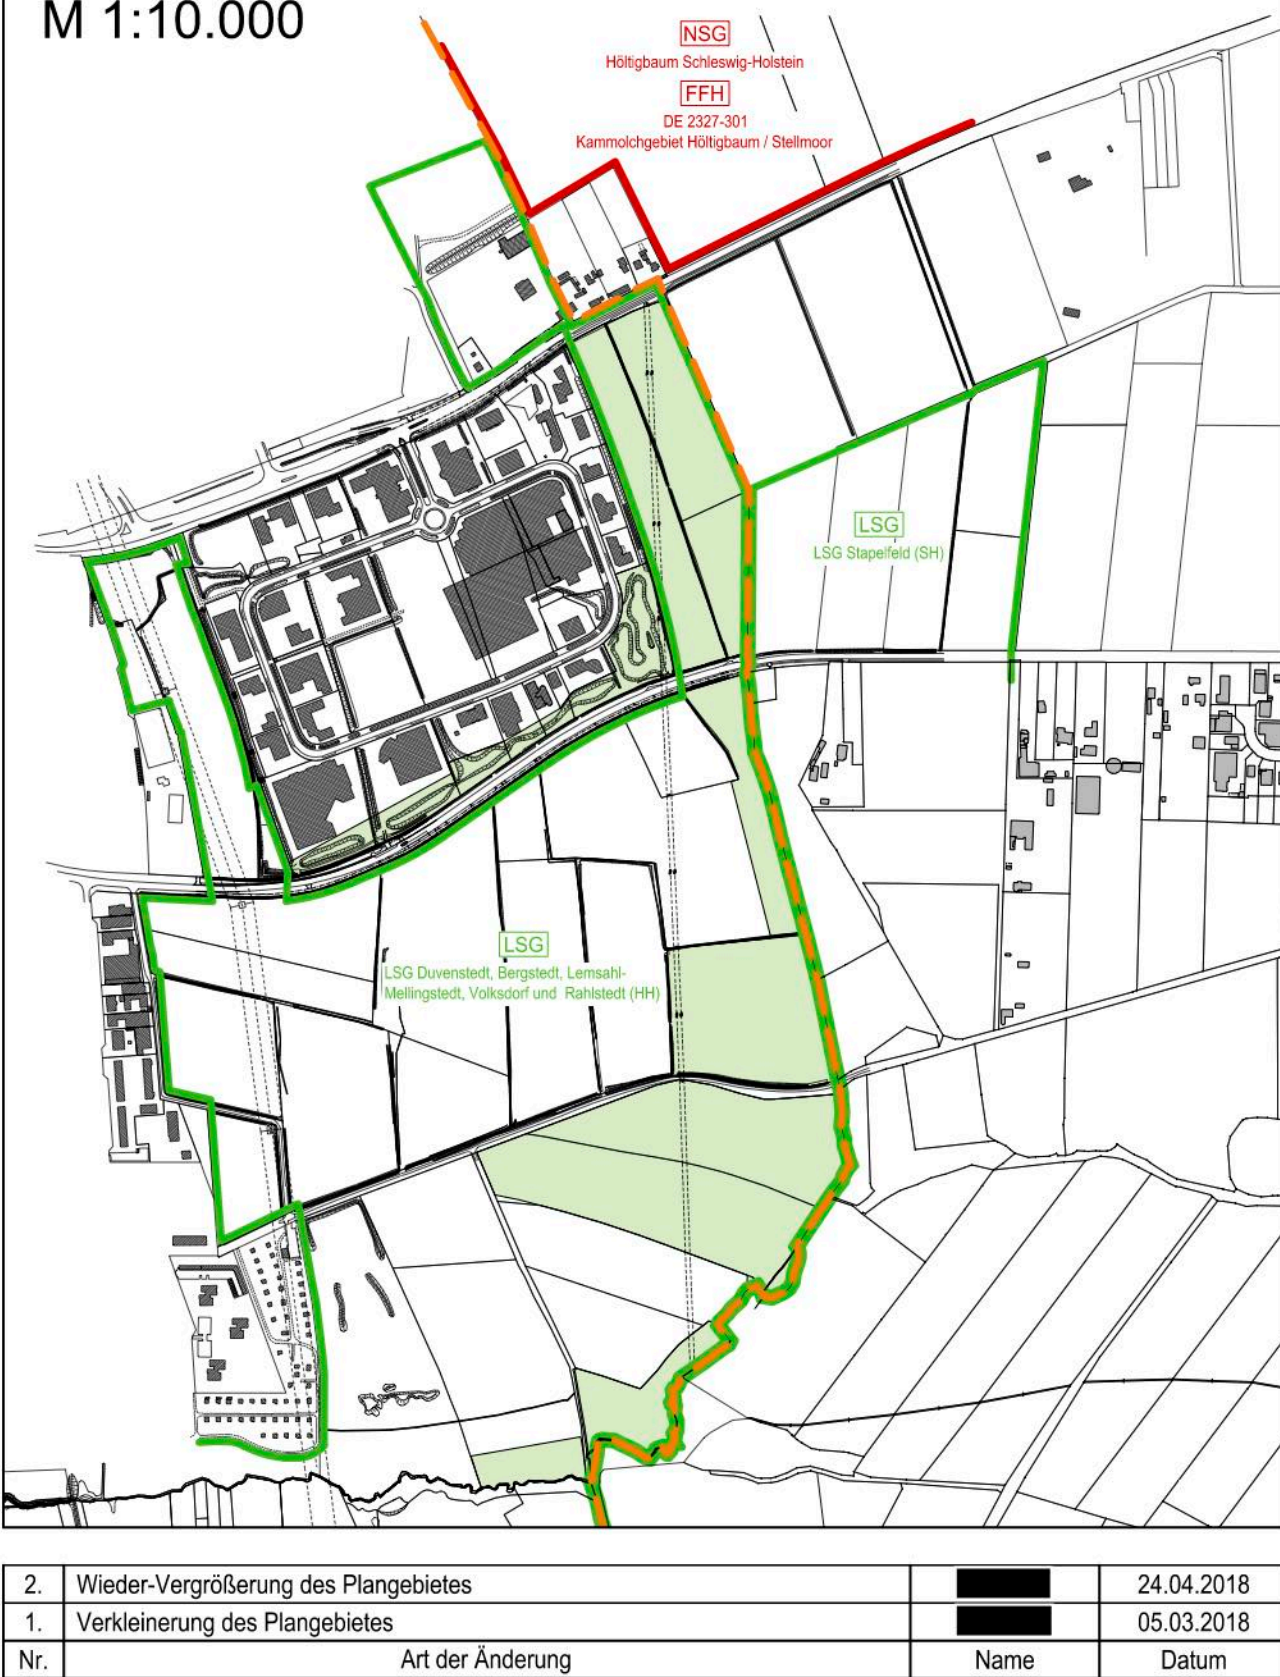 M 1:10.000
NSG
Höltigbaum Schleswig-Holstein
FFH
DE 2327-301
Kammolchgebiet Höltigbaum / Stellmoor
LSG
LSG Stapelfeld (SH)
LSG
LSG Duvenstedt, Bergstedt, Lemsahl-
Mellingstedt, Volksdorf und Rahlstedt (HH)
2. Wieder-Vergrößerung des Plangebietes 24.04.2018
1. Verkleinerung des Plangebietes 05.03.2018
Nr. Art der Änderung Name Datum